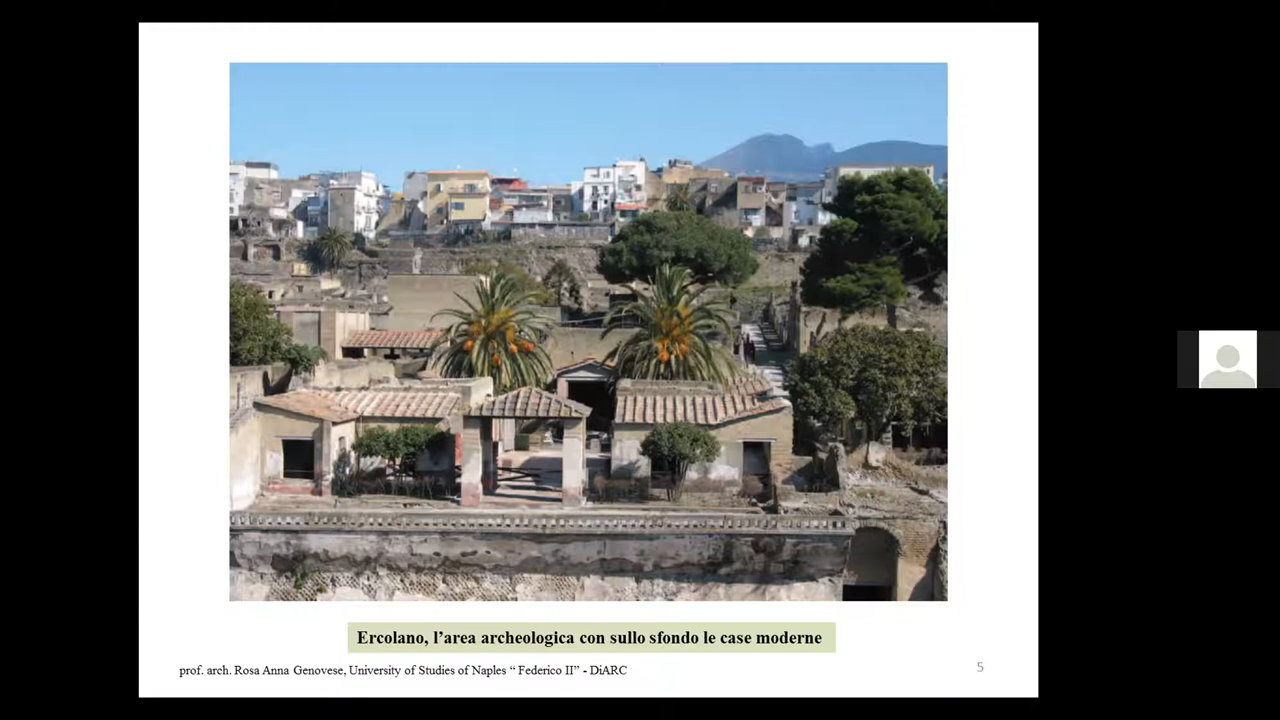 Ercolano, l’area archeologica con sullo sfondo le case moderne
prof. arch. Rosa Anna Genovese, University of Studies of Naples “ Federico II” - DiARC
5